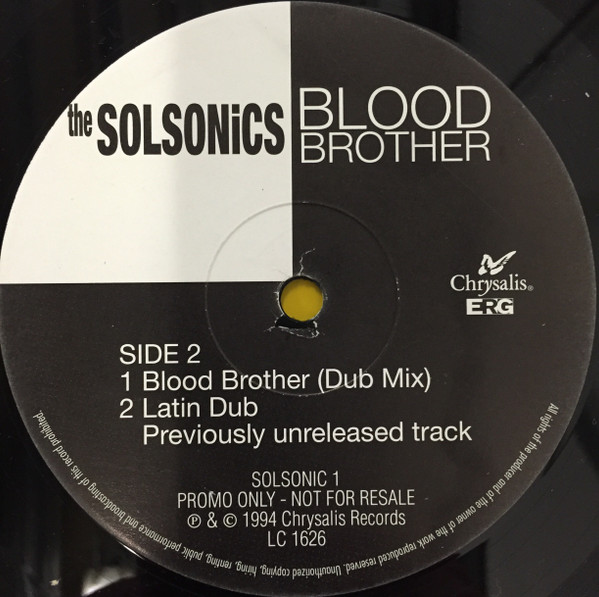 the SOLSONiCS
BLOOD
BROTHER
Chrysalis®
ERG
SIDE 2
1 Blood Brother (Dub Mix)
2 Latin Dub
Previously unreleased track
SOLSONIC 1
PROMO ONLY - NOT FOR RESALE
℗ & © 1994 Chrysalis Records
LC 1626
All rights of the producer and of the owner of the work reproduced reserved. Unauthorized copying, hiring, renting, public performance and broadcasting of this record prohibited.